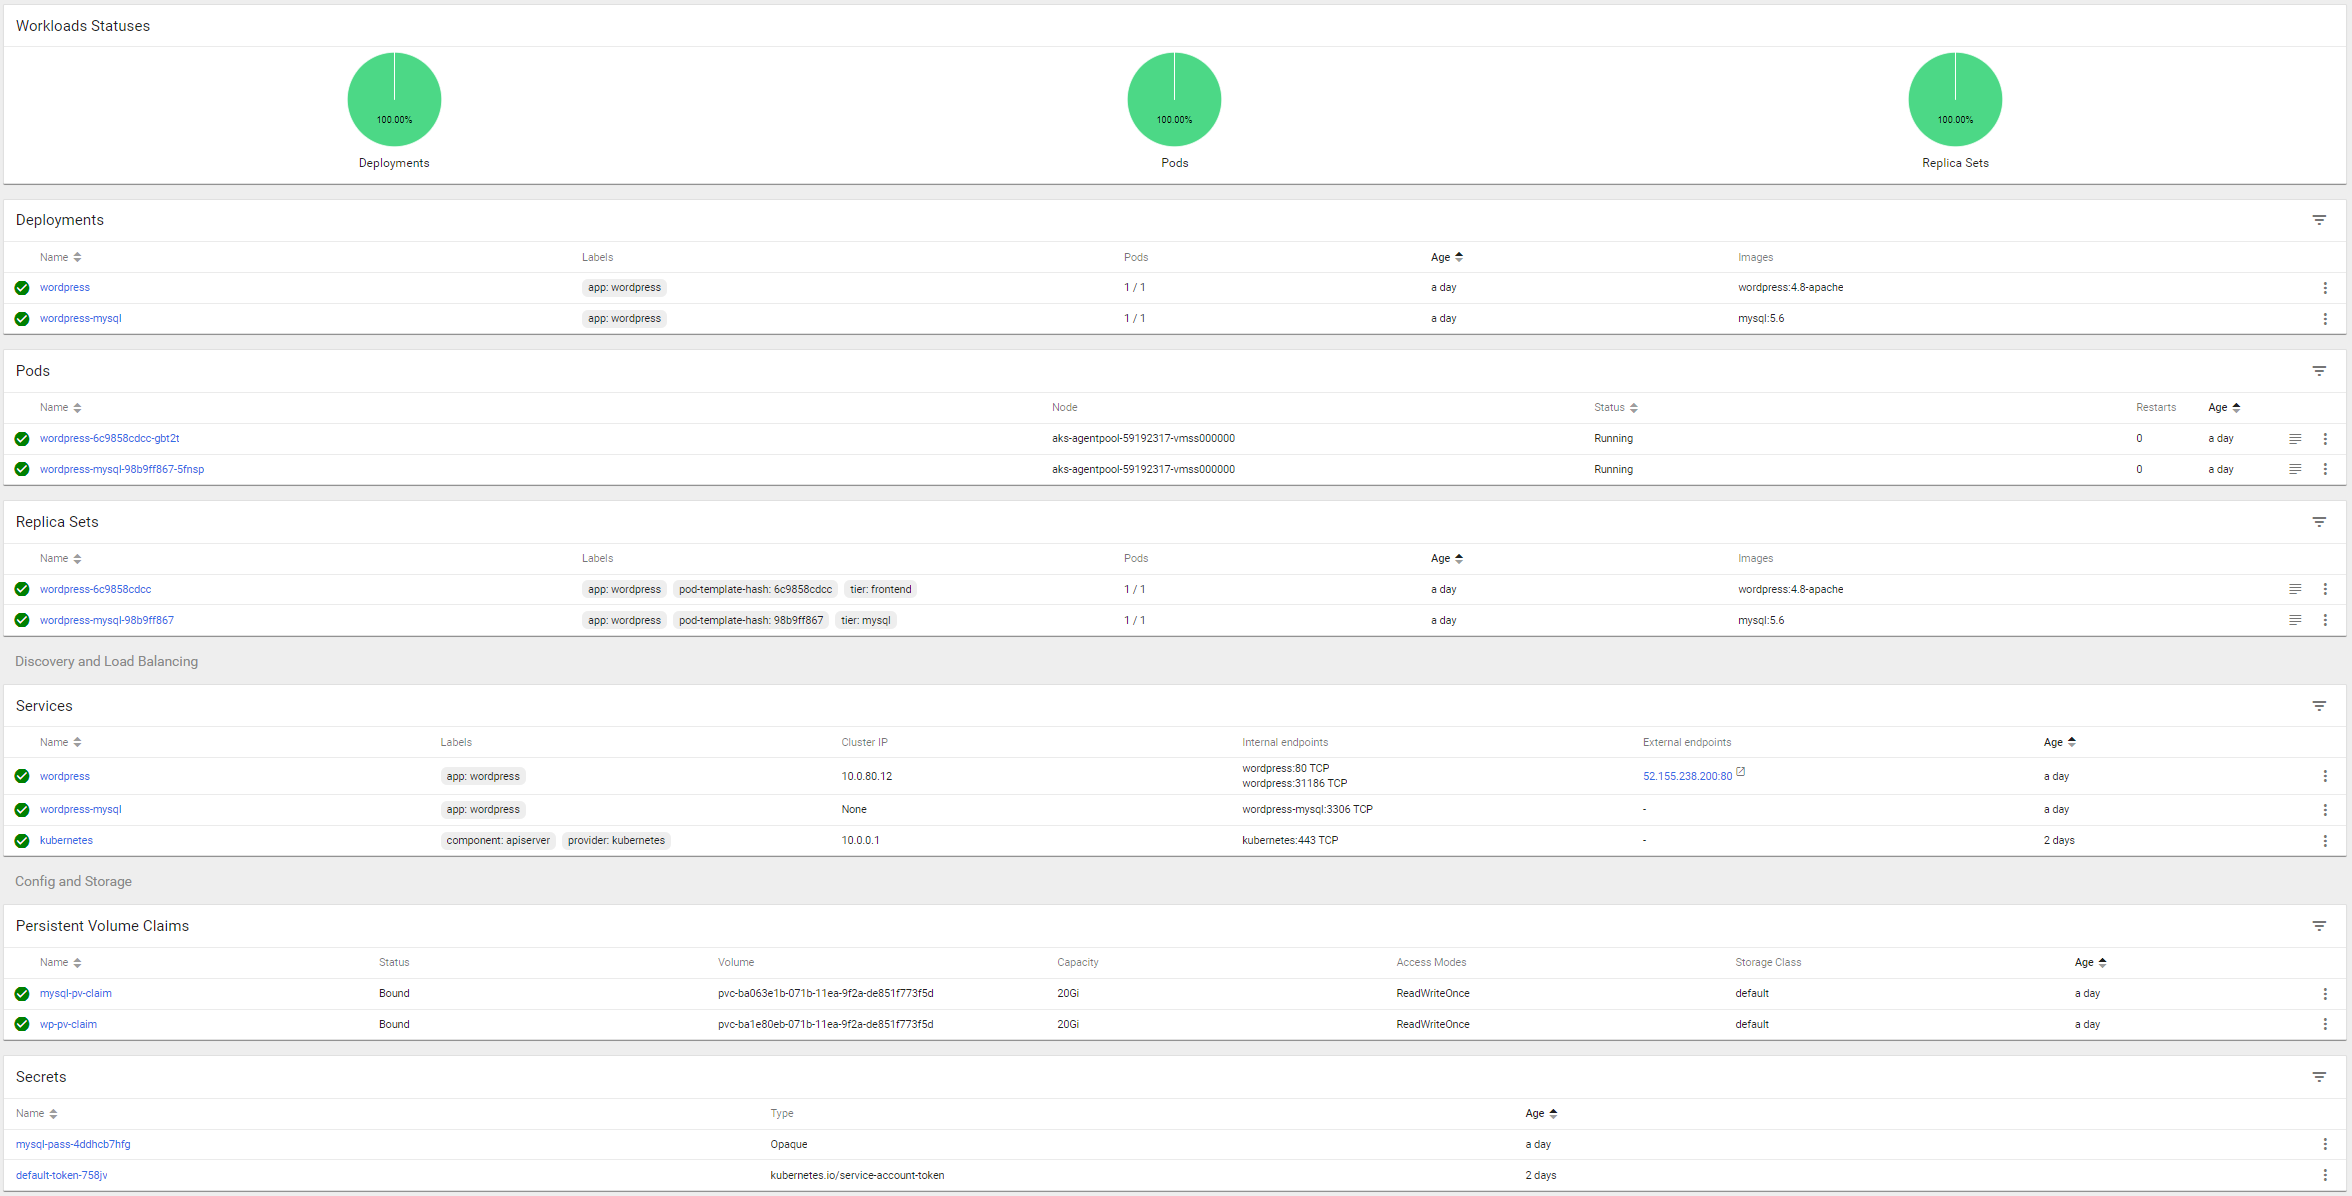 Workloads Statuses
100.00% 100.00% 100.00%
Deployments Pods Replica Sets
Deployments
Name Labels Pods Age Images
wordpress app: wordpress 1 / 1 a day wordpress:4.8-apache
wordpress-mysql app: wordpress 1 / 1 a day mysql:5.6
Pods
Name Node Status Restarts Age
wordpress-6c9858cdcc-gbt2t aks-agentpool-59192317-vmss000000 Running 0 a day
wordpress-mysql-98b9ff867-5fnsp aks-agentpool-59192317-vmss000000 Running 0 a day
Replica Sets
Name Labels Pods Age Images
wordpress-6c9858cdcc app: wordpress pod-template-hash: 6c9858cdcc tier: frontend 1 / 1 a day wordpress:4.8-apache
wordpress-mysql-98b9ff867 app: wordpress pod-template-hash: 98b9ff867 tier: mysql 1 / 1 a day mysql:5.6
Discovery and Load Balancing
Services
Name Labels Cluster IP Internal endpoints External endpoints Age
wordpress app: wordpress 10.0.80.12 wordpress:80 TCP 52.155.238.200:80 a day
wordpress:31186 TCP
wordpress-mysql app: wordpress None wordpress-mysql:3306 TCP - a day
kubernetes component: apiserver provider: kubernetes 10.0.0.1 kubernetes:443 TCP - 2 days
Config and Storage
Persistent Volume Claims
Name Status Volume Capacity Access Modes Storage Class Age
mysql-pv-claim Bound pvc-ba063e1b-071b-11ea-9f2a-de851f773f5d 20Gi ReadWriteOnce default a day
wp-pv-claim Bound pvc-ba1e80eb-071b-11ea-9f2a-de851f773f5d 20Gi ReadWriteOnce default a day
Secrets
Name Type Age
mysql-pass-4ddhcb7hfg Opaque a day
default-token-758jv kubernetes.io/service-account-token 2 days